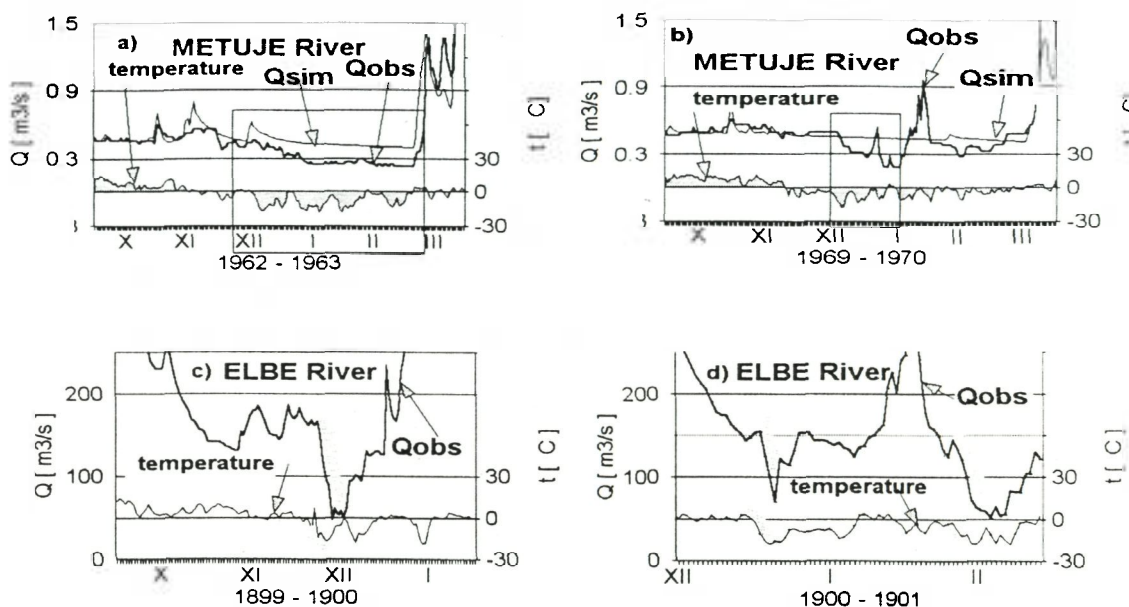 a)
METUJE River
temperature
Qsim
Qobs
Q [ m3/s ]
1.5
0.9
0.3
30
0
-30
t [ C ]
X XI XII I II III
1962 - 1963
b)
METUJE River
temperature
Qobs
Qsim
Q [ m3/s ]
1.5
0.9
0.3
30
0
-30
t [ C ]
X XI XII I II III
1969 - 1970
c) ELBE River
temperature
Qobs
Q [ m3/s ]
200
100
0
30
0
-30
t [ C ]
X XI XII I
1899 - 1900
d) ELBE River
temperature
Qobs
Q [ m3/s ]
200
100
0
30
0
-30
t [ C ]
XII I II
1900 - 1901